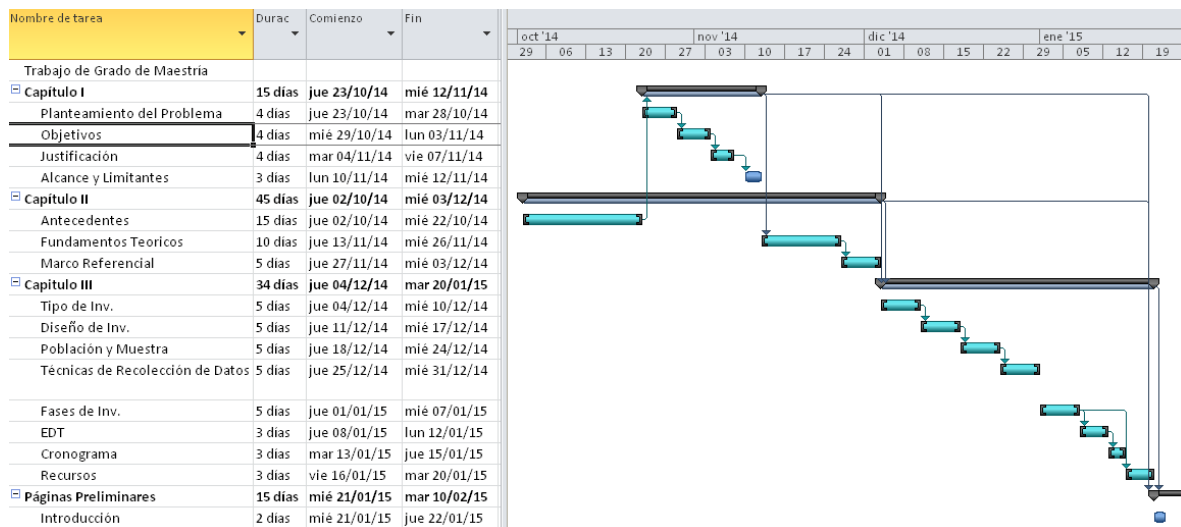 Nombre de tarea Durac Comienzo Fin
oct '14 nov '14 dic '14 ene '15
29 06 13 20 27 03 10 17 24 01 08 15 22 29 05 12 19
Trabajo de Grado de Maestría
Capítulo I 15 días jue 23/10/14 mié 12/11/14
Planteamiento del Problema 4 días jue 23/10/14 mar 28/10/14
Objetivos 4 días mié 29/10/14 lun 03/11/14
Justificación 4 días mar 04/11/14 vie 07/11/14
Alcance y Limitantes 3 días lun 10/11/14 mié 12/11/14
Capítulo II 45 días jue 02/10/14 mié 03/12/14
Antecedentes 15 días jue 02/10/14 mié 22/10/14
Fundamentos Teoricos 10 días jue 13/11/14 mié 26/11/14
Marco Referencial 5 días jue 27/11/14 mié 03/12/14
Capitulo III 34 días jue 04/12/14 mar 20/01/15
Tipo de Inv. 5 días jue 04/12/14 mié 10/12/14
Diseño de Inv. 5 días jue 11/12/14 mié 17/12/14
Población y Muestra 5 días jue 18/12/14 mié 24/12/14
Técnicas de Recolección de Datos 5 días jue 25/12/14 mié 31/12/14
Fases de Inv. 5 días jue 01/01/15 mié 07/01/15
EDT 3 días jue 08/01/15 lun 12/01/15
Cronograma 3 días mar 13/01/15 jue 15/01/15
Recursos 3 días vie 16/01/15 mar 20/01/15
Páginas Preliminares 15 días mié 21/01/15 mar 10/02/15
Introducción 2 días mié 21/01/15 jue 22/01/15